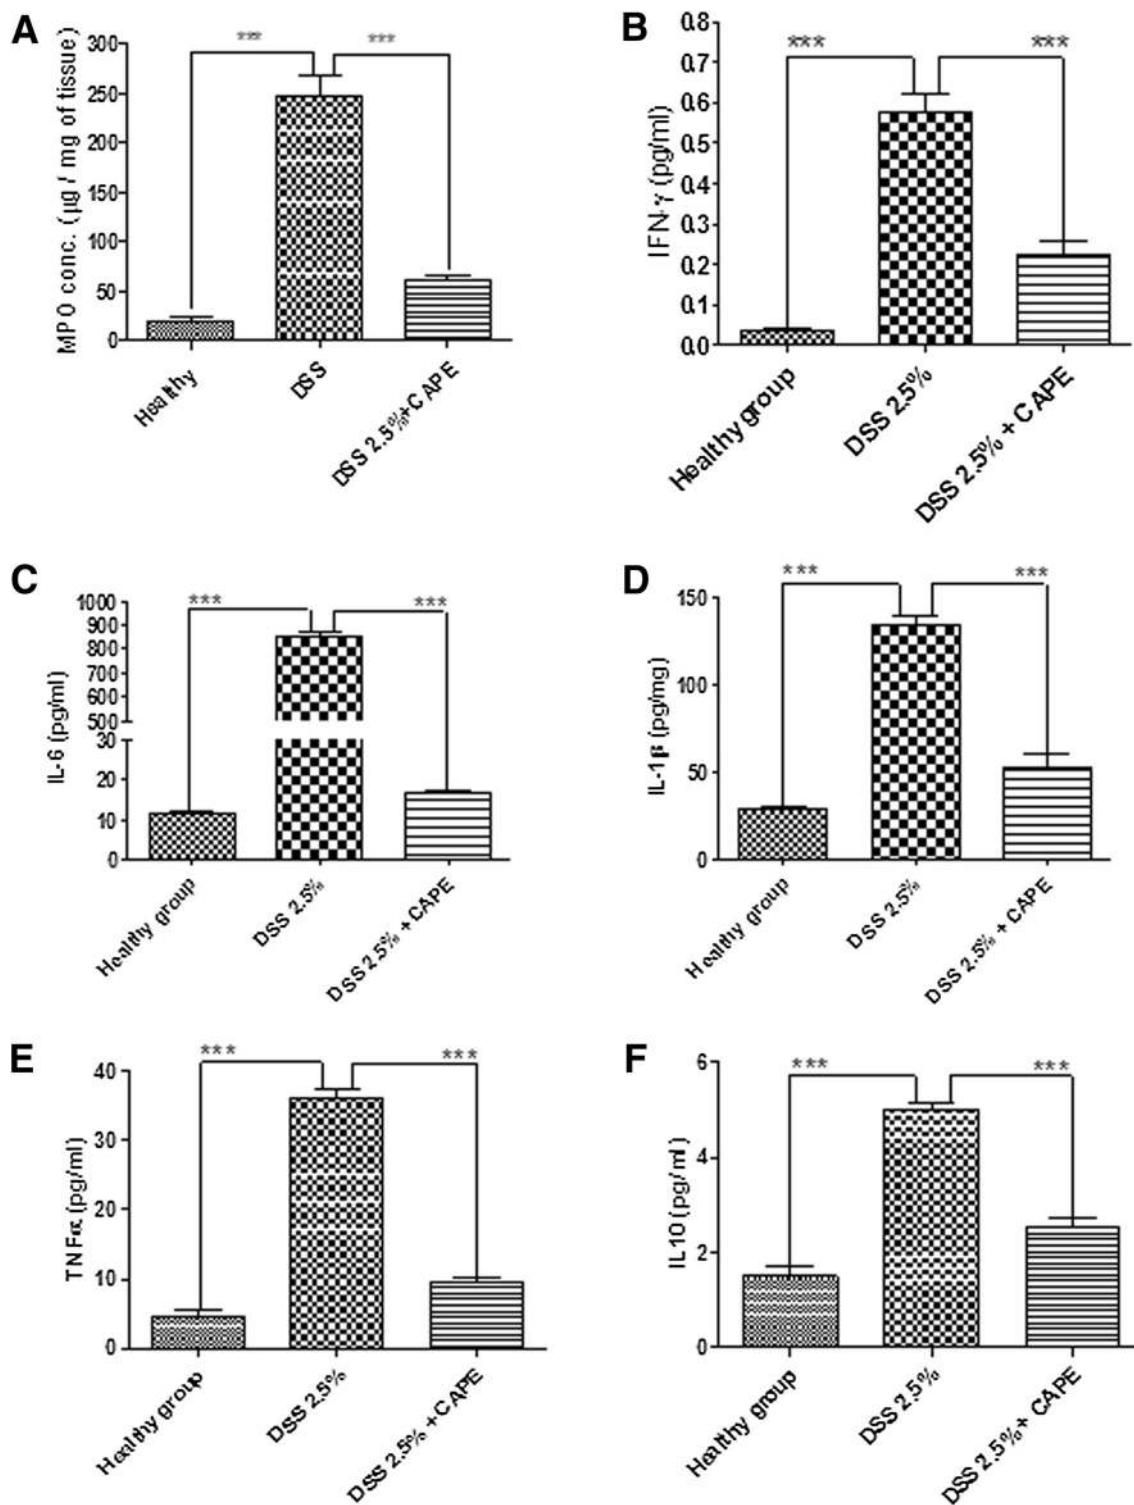 A
MPO conc. (µg / mg of tissue)
300
250
200
150
100
50
0
***
***
Healthy
DSS
DSS 2.5%+CAPE
B
IFN-γ (pg/ml)
0.8
0.7
0.6
0.5
0.4
0.3
0.2
0.1
0.0
***
***
Healthy group
DSS 2.5%
DSS 2.5% + CAPE
C
IL-6 (pg/ml)
1000
900
800
700
600
500
30
20
10
0
***
***
Healthy group
DSS 2.5%
DSS 2.5% + CAPE
D
IL-1β (pg/mg)
150
100
50
0
***
***
Healthy group
DSS 2.5%
DSS 2.5% + CAPE
E
TNFα (pg/ml)
40
30
20
10
0
***
***
Healthy group
DSS 2.5%
DSS 2.5% + CAPE
F
IL10 (pg/ml)
6
4
2
0
***
***
Healthy group
DSS 2.5%
DSS 2.5%+ CAPE